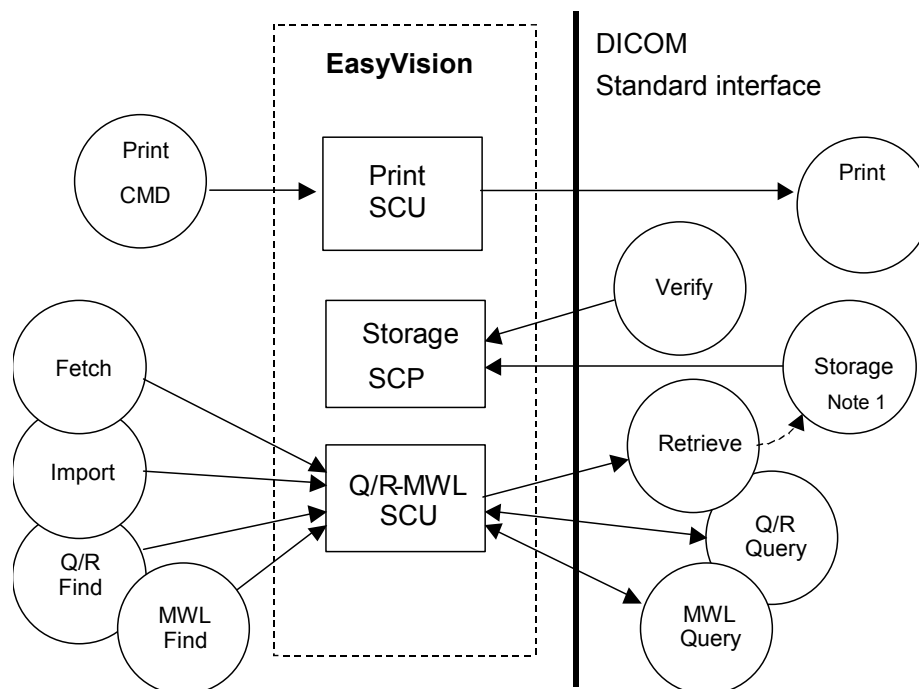 EasyVision
DICOM
Standard interface
Print
CMD
Print
SCU
Print
Verify
Storage
SCP
Storage
Note 1
Fetch
Import
Q/R
Find
MWL
Find
Q/R-MWL
SCU
Retrieve
Q/R
Query
MWL
Query